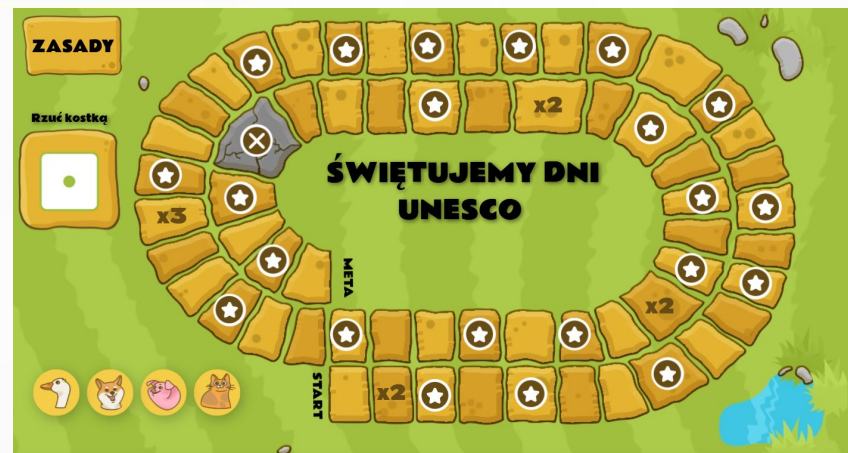 ZASADY
Rzuć kostką
x2
x3
ŚWIĘTUJEMY DNI
UNESCO
META
x2
START
x2